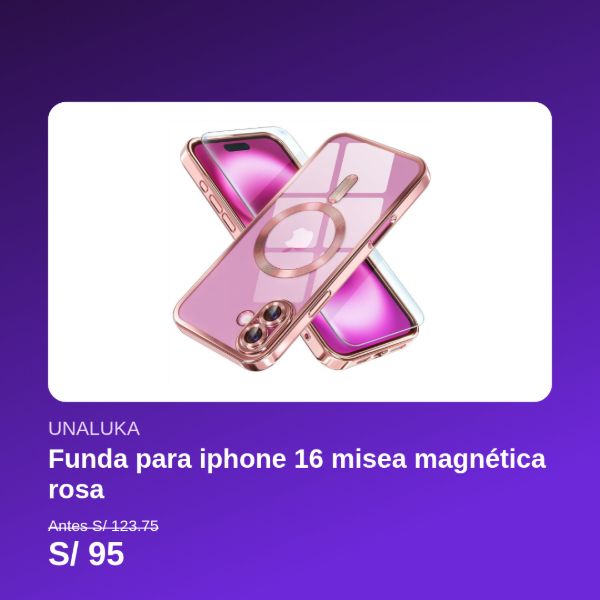 UNALUKA
Funda para iphone 16 misea magnética
rosa
Antes S/ 123.75
S/ 95